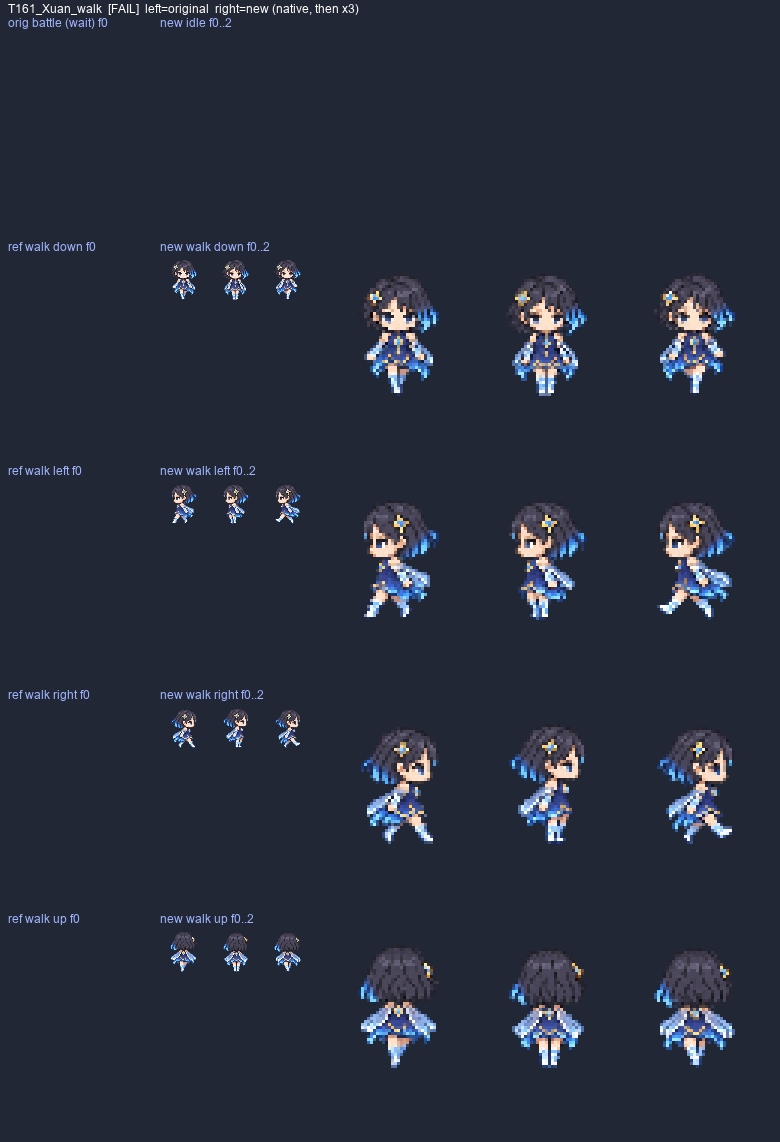 T161_Xuan_walk [FAIL] left=original right=new (native, then x3)
orig battle (wait) f0 new idle f0..2
ref walk down f0 new walk down f0..2
ref walk left f0 new walk left f0..2
ref walk right f0 new walk right f0..2
ref walk up f0 new walk up f0..2